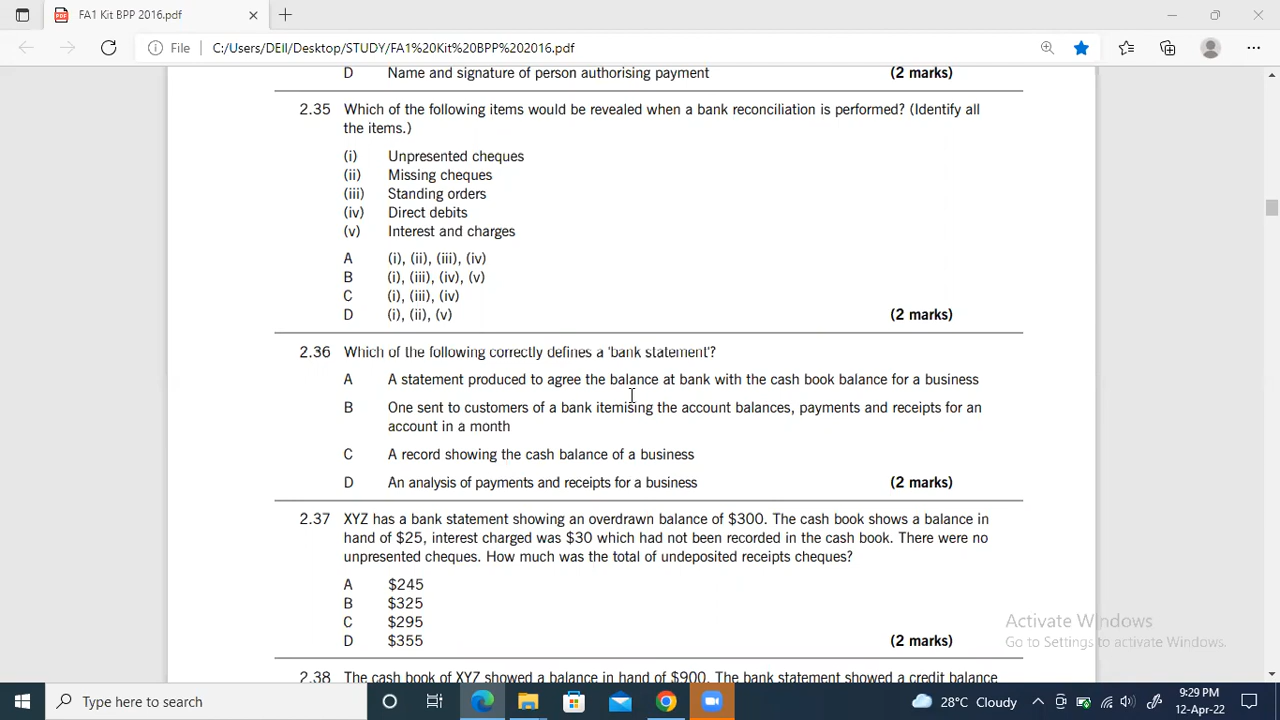 FA1 Kit BPP 2016.pdf
File C:/Users/DEll/Desktop/STUDY/FA1%20Kit%20BPP%202016.pdf
D Name and signature of person authorising payment (2 marks)
2.35 Which of the following items would be revealed when a bank reconciliation is performed? (Identify all
the items.)
(i) Unpresented cheques
(ii) Missing cheques
(iii) Standing orders
(iv) Direct debits
(v) Interest and charges
A (i), (ii), (iii), (iv)
B (i), (iii), (iv), (v)
C (i), (iii), (iv)
D (i), (ii), (v) (2 marks)
2.36 Which of the following correctly defines a 'bank statement'?
A A statement produced to agree the balance at bank with the cash book balance for a business
B One sent to customers of a bank itemising the account balances, payments and receipts for an
account in a month
C A record showing the cash balance of a business
D An analysis of payments and receipts for a business (2 marks)
2.37 XYZ has a bank statement showing an overdrawn balance of $300. The cash book shows a balance in
hand of $25, interest charged was $30 which had not been recorded in the cash book. There were no
unpresented cheques. How much was the total of undeposited receipts cheques?
A $245
B $325
C $295
D $355 (2 marks)
Activate Windows
Go to Settings to activate Windows.
2.38 The cash book of XYZ showed a balance in hand of $900. The bank statement showed a credit balance
Type here to search
28°C Cloudy
9:29 PM
12-Apr-22